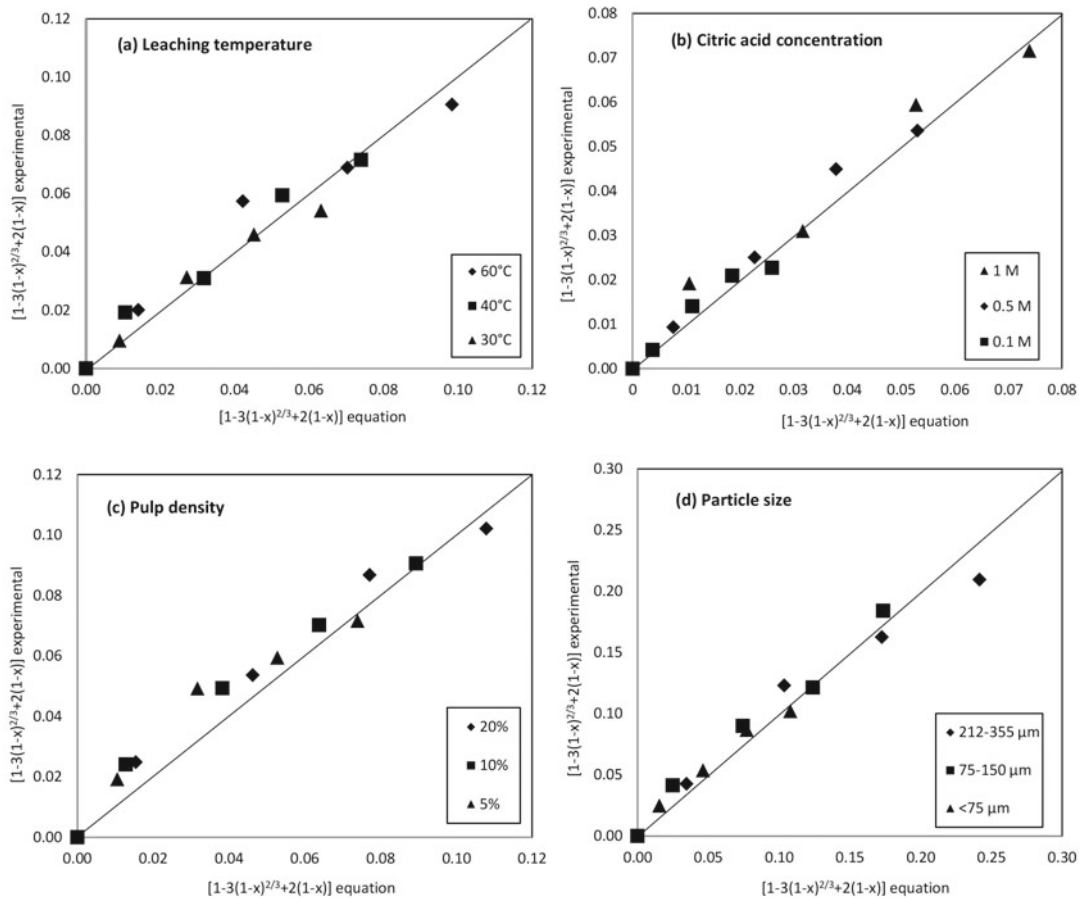 (a) Leaching temperature
[1-3(1-x)2/3+2(1-x)] experimental
0.12
0.10
0.08
0.06
0.04
0.02
0.00
0.00 0.02 0.04 0.06 0.08 0.10 0.12
[1-3(1-x)2/3+2(1-x)] equation
60°C
40°C
30°C
(b) Citric acid concentration
[1-3(1-x)2/3+2(1-x)] experimental
0.08
0.07
0.06
0.05
0.04
0.03
0.02
0.01
0.00
0 0.01 0.02 0.03 0.04 0.05 0.06 0.07 0.08
[1-3(1-x)2/3+2(1-x)] equation
1 M
0.5 M
0.1 M
(c) Pulp density
[1-3(1-x)2/3+2(1-x)] experimental
0.12
0.10
0.08
0.06
0.04
0.02
0.00
0.00 0.02 0.04 0.06 0.08 0.10 0.12
[1-3(1-x)2/3+2(1-x)] equation
20%
10%
5%
(d) Particle size
[1-3(1-x)2/3+2(1-x)] experimental
0.30
0.25
0.20
0.15
0.10
0.05
0.00
0.00 0.05 0.10 0.15 0.20 0.25 0.30
[1-3(1-x)2/3+2(1-x)] equation
212-355 µm
75-150 µm
<75 µm